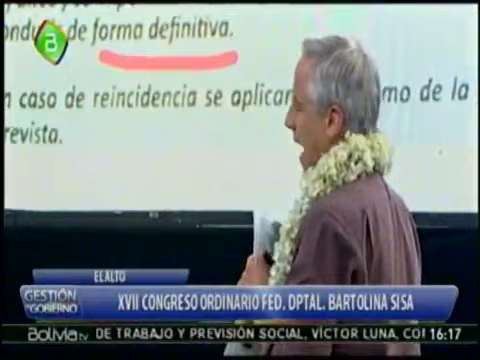 conducir de forma definitiva.
n caso de reincidencia se aplicar
mo de la
revista.
a
EL ALTO
GESTIÓN DE GOBIERNO
XVII CONGRESO ORDINARIO FED. DPTAL. BARTOLINA SISA
Bolivia tv
DE TRABAJO Y PREVISIÓN SOCIAL, VÍCTOR LUNA, CO
16:17